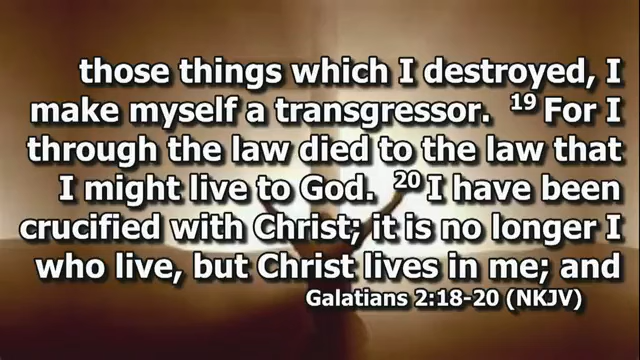 those things which I destroyed, I
make myself a transgressor.  19 For I
through the law died to the law that
I might live to God.  20 I have been
crucified with Christ; it is no longer I
who live, but Christ lives in me; and
Galatians 2:18-20 (NKJV)